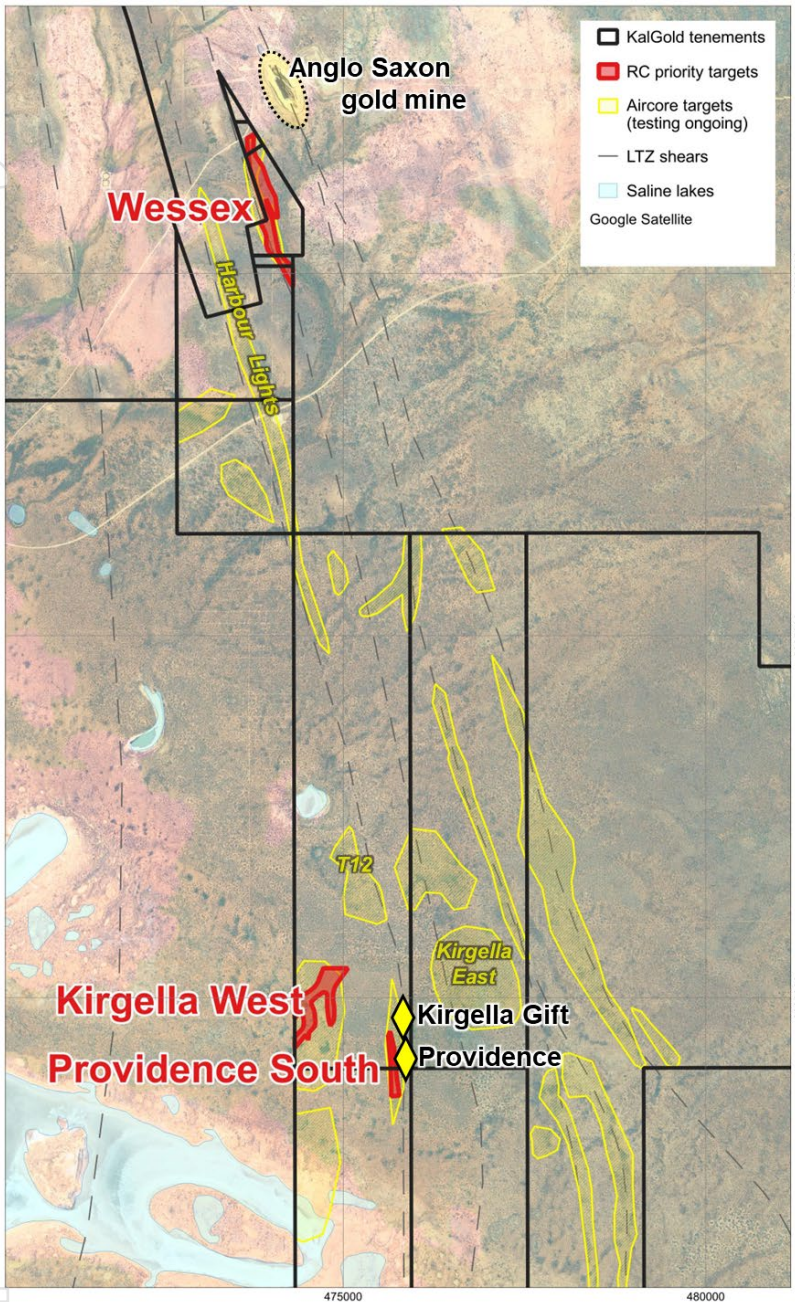 KalGold tenements
RC priority targets
Aircore targets
(testing ongoing)
LTZ shears
Saline lakes
Google Satellite
Anglo Saxon
gold mine
Wessex
Harbour Lights
T12
Kirgella
East
Kirgella West
Kirgella Gift
Providence South
Providence
475000
480000